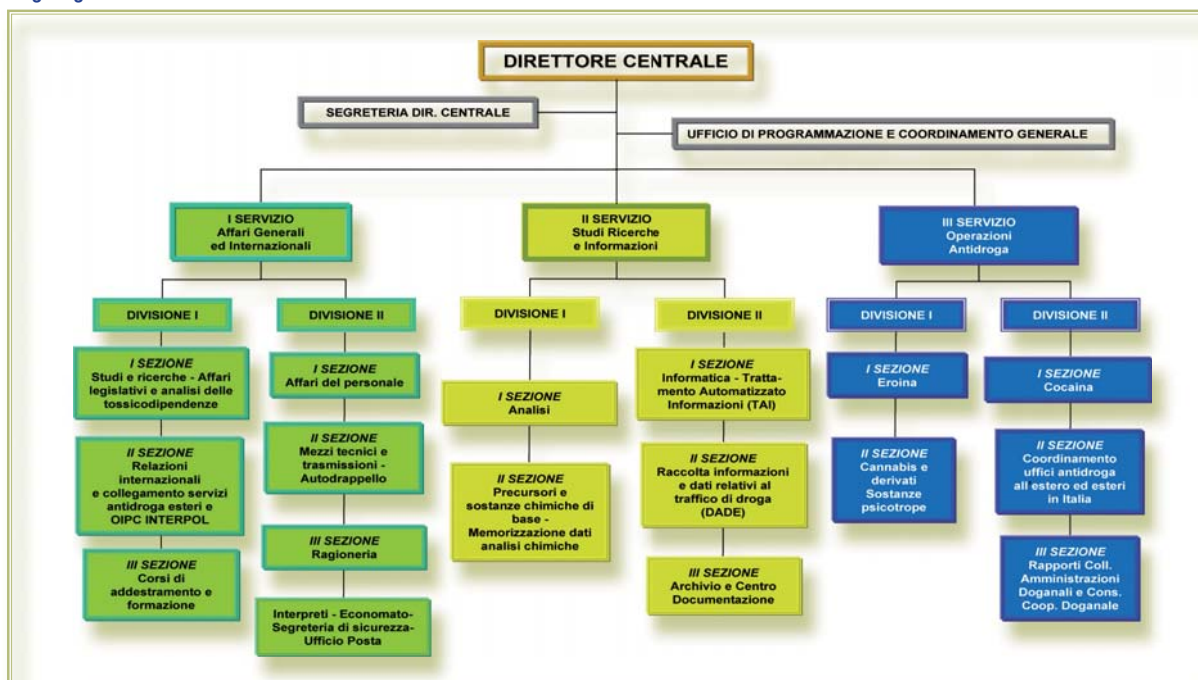 DIRETTORE CENTRALE
SEGRETERIA DIR. CENTRALE
UFFICIO DI PROGRAMMAZIONE E COORDINAMENTO GENERALE
I SERVIZIO
Affari Generali
ed Internazionali
II SERVIZIO
Studi Ricerche
e Informazioni
III SERVIZIO
Operazioni
Antidroga
DIVISIONE I
DIVISIONE II
DIVISIONE I
DIVISIONE II
DIVISIONE I
DIVISIONE II
I SEZIONE
Studi e ricerche - Affari
legislativi e analisi delle
tossicodipendenze
II SEZIONE
Relazioni
internazionali
e collegamento servizi
antidroga esteri e
OIPC INTERPOL
III SEZIONE
Corsi di
addestramento e
formazione
I SEZIONE
Affari del personale
II SEZIONE
Mezzi tecnici e
trasmissioni -
Autodrappello
III SEZIONE
Ragioneria
Interpreti - Economato-
Segreteria di sicurezza-
Ufficio Posta
I SEZIONE
Analisi
II SEZIONE
Precursori e
sostanze chimiche di
base -
Memorizzazione dati
analisi chimiche
I SEZIONE
Informatica - Tratta-
mento Automatizzato
Informazioni (TAI)
II SEZIONE
Raccolta informazioni
e dati relativi al
traffico di droga
(DADE)
III SEZIONE
Archivio e Centro
Documentazione
I SEZIONE
Eroina
II SEZIONE
Cannabis e
derivati
Sostanze
psicotrope
I SEZIONE
Cocaina
II SEZIONE
Coordinamento
uffici antidroga
all estero ed esteri
in Italia
III SEZIONE
Rapporti Coll.
Amministrazioni
Doganali e Cons.
Coop. Doganale